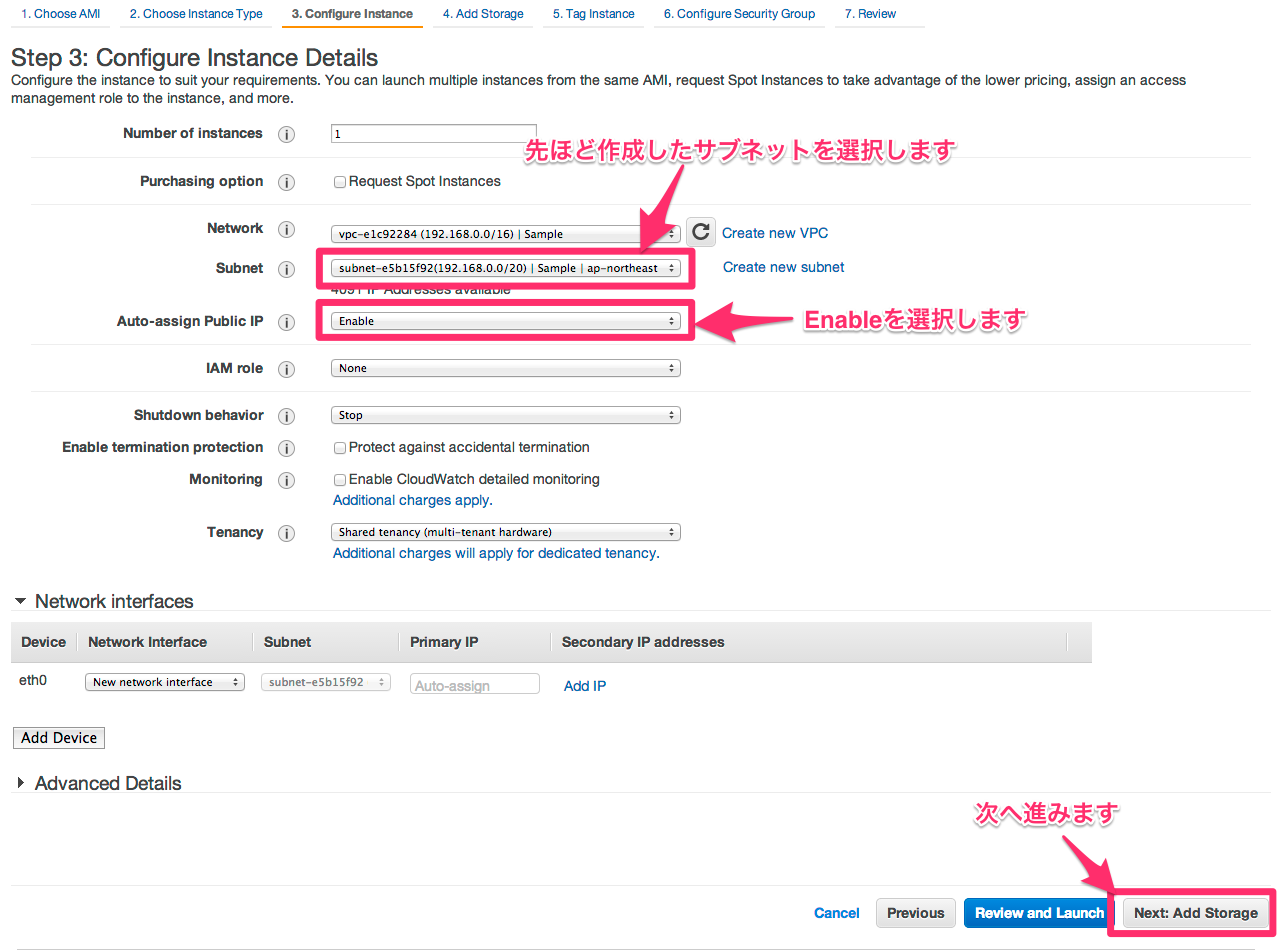 1. Choose AMI 2. Choose Instance Type 3. Configure Instance 4. Add Storage 5. Tag Instance 6. Configure Security Group 7. Review
Step 3: Configure Instance Details
Configure the instance to suit your requirements. You can launch multiple instances from the same AMI, request Spot Instances to take advantage of the lower pricing, assign an access
management role to the instance, and more.
Number of instances i 1
先ほど作成したサブネットを選択します
Purchasing option i Request Spot Instances
Network i vpc-e1c92284 (192.168.0.0/16) | Sample Create new VPC
Subnet i subnet-e5b15f92(192.168.0.0/20) | Sample | ap-northeast Create new subnet
4091 IP Addresses available
Auto-assign Public IP i Enable Enableを選択します
IAM role i None
Shutdown behavior i Stop
Enable termination protection i Protect against accidental termination
Monitoring i Enable CloudWatch detailed monitoring
Additional charges apply.
Tenancy i Shared tenancy (multi-tenant hardware)
Additional charges will apply for dedicated tenancy.
Network interfaces
Device Network Interface Subnet Primary IP Secondary IP addresses
eth0 New network interface subnet-e5b15f92 Auto-assign Add IP
Add Device
Advanced Details
次へ進みます
Cancel Previous Review and Launch Next: Add Storage